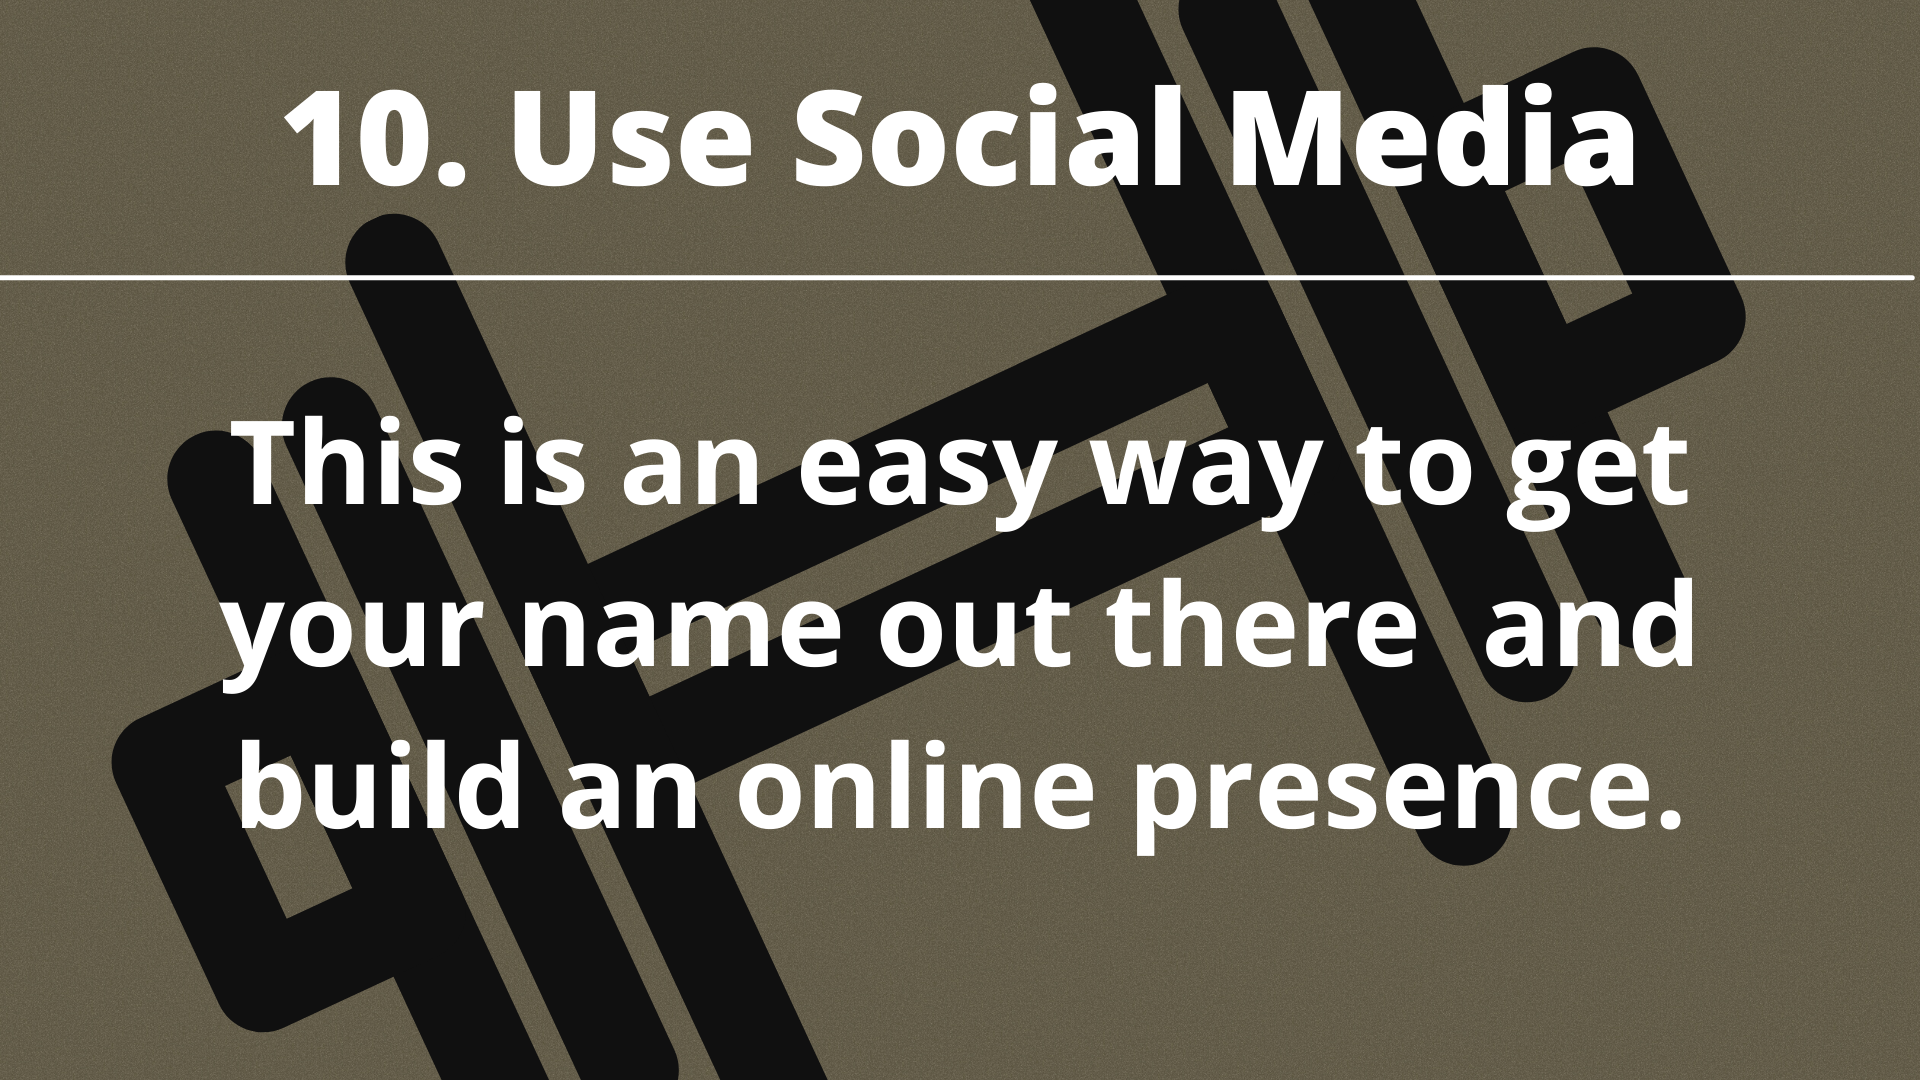 10. Use Social Media
This is an easy way to get
your name out there  and
build an online presence.